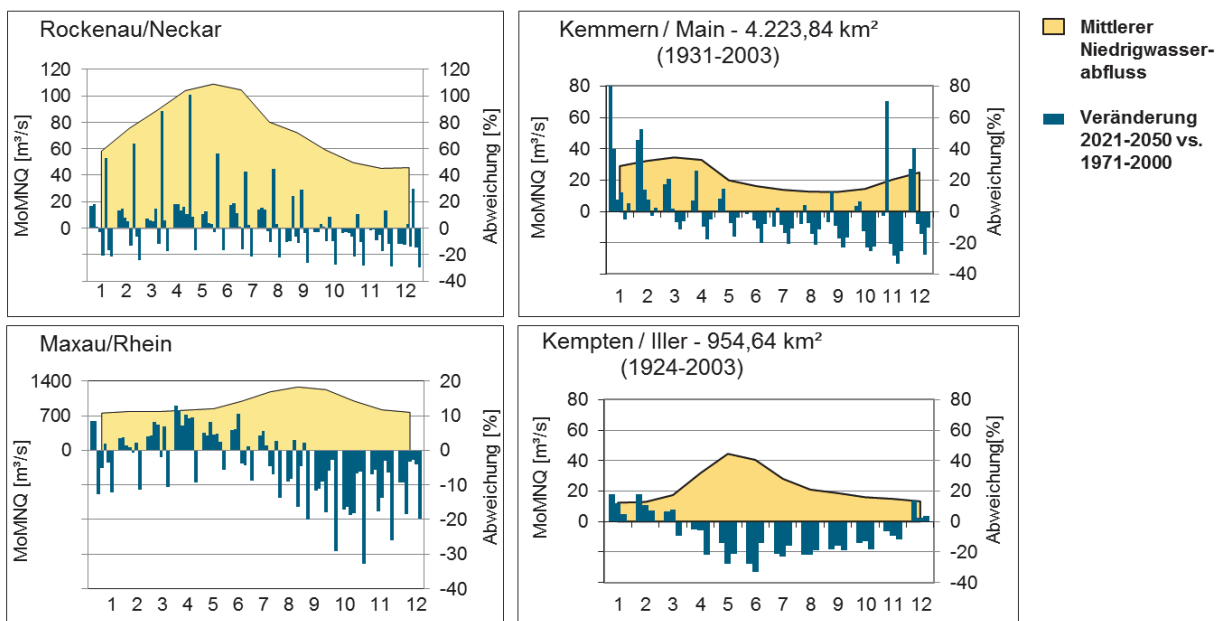 Rockenau/Neckar
120
100
80
60
40
20
0
MoMNQ [m³/s]
120
100
80
60
40
20
0
-20
-40
Abweichung [%]
1 2 3 4 5 6 7 8 9 10 11 12
Kemmern / Main - 4.223,84 km²
(1931-2003)
80
60
40
20
0
MoMNQ [m³/s]
80
60
40
20
0
-20
-40
Abweichung[%]
1 2 3 4 5 6 7 8 9 10 11 12
Mittlerer
Niedrigwasser-
abfluss
Veränderung
2021-2050 vs.
1971-2000
Maxau/Rhein
1400
700
0
MoMNQ [m³/s]
20
10
0
-10
-20
-30
-40
Abweichung [%]
1 2 3 4 5 6 7 8 9 10 11 12
Kempten / Iller - 954,64 km²
(1924-2003)
80
60
40
20
0
MoMNQ [m³/s]
80
60
40
20
0
-20
-40
Abweichung[%]
1 2 3 4 5 6 7 8 9 10 11 12